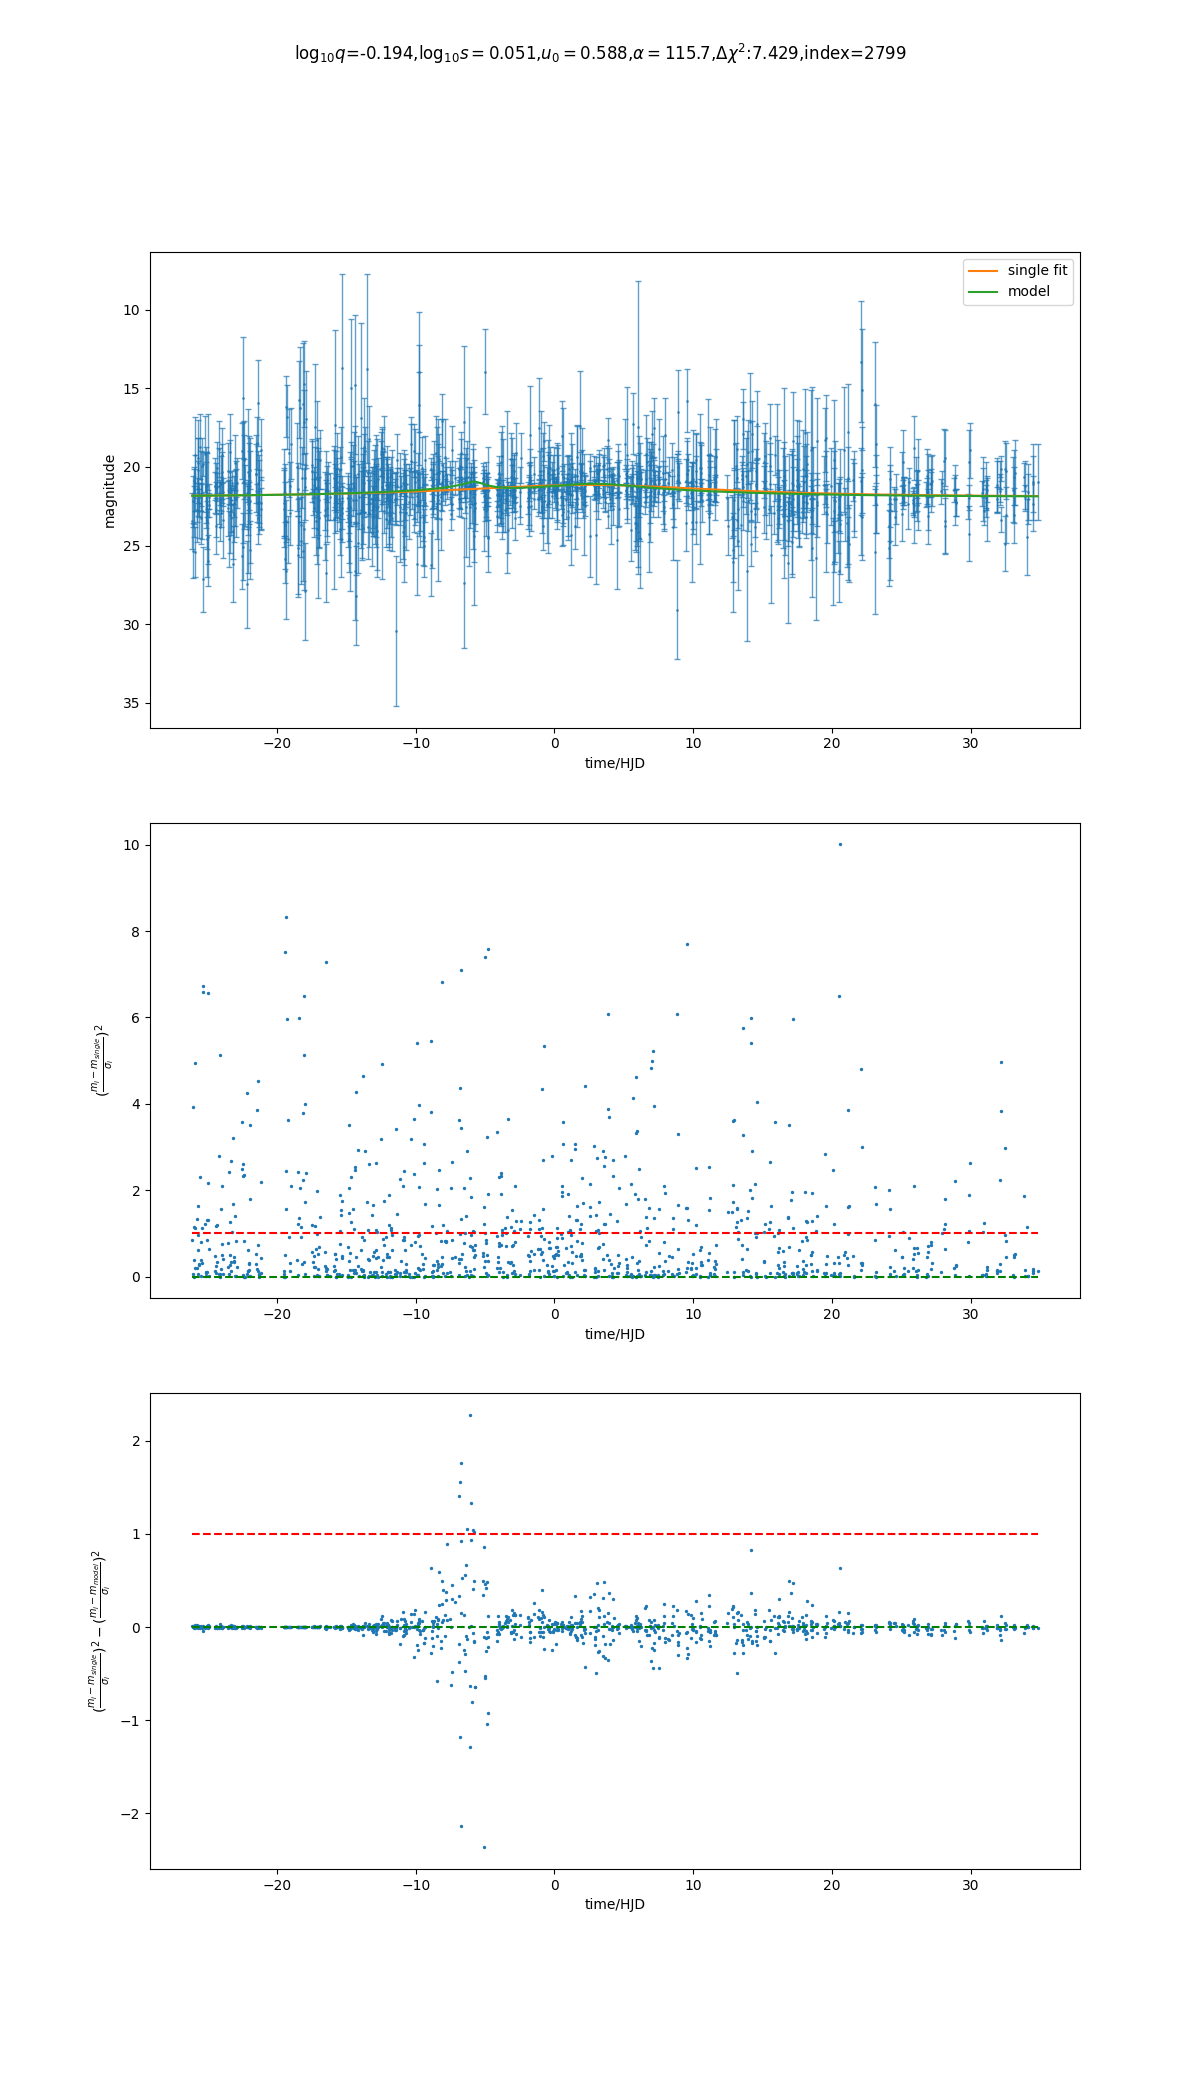 log₁₀q=-0.194,log₁₀s = 0.051,u₀ = 0.588,α = 115.7,Δχ²:7.429,index=2799
single fit
model
10
15
20
25
30
35
magnitude
−20 −10 0 10 20 30
time/HJD
10
8
6
4
2
0
(mᵢ − m_single / σᵢ)²
−20 −10 0 10 20 30
time/HJD
2
1
0
−1
−2
(mᵢ − m_single / σᵢ)² − (mᵢ − m_model / σᵢ)²
−20 −10 0 10 20 30
time/HJD